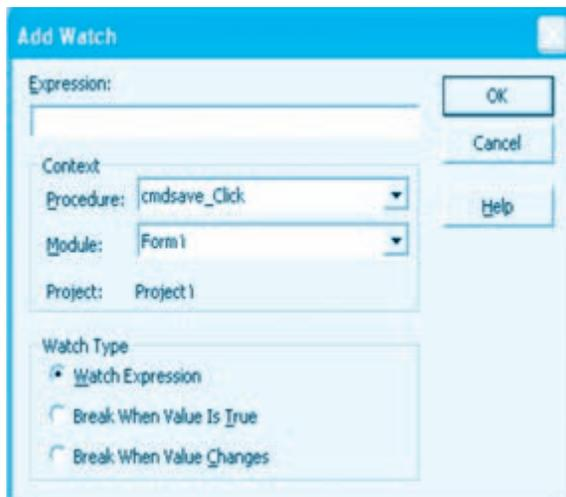 Add Watch
Expression:
OK
Cancel
Help
Context
Procedure: cmdsave_Click
Module: Form1
Project: Project1
Watch Type
Watch Expression
Break When Value Is True
Break When Value Changes